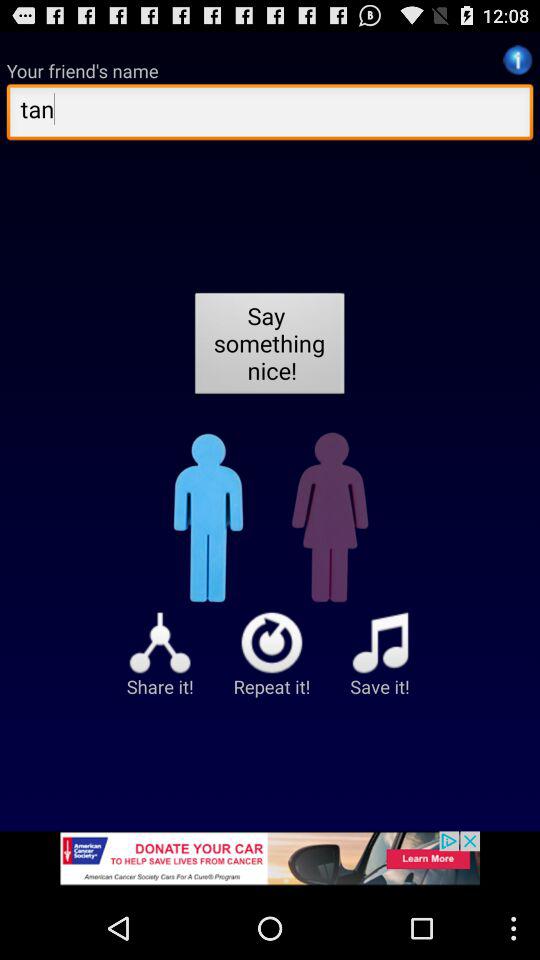 12:08
Your friend's name
tan
Say
something
nice!
Share it! Repeat it! Save it!
American
Cancer
Society
DONATE YOUR CAR
TO HELP SAVE LIVES FROM CANCER
American Cancer Society Cars For A Cure® Program
Learn More